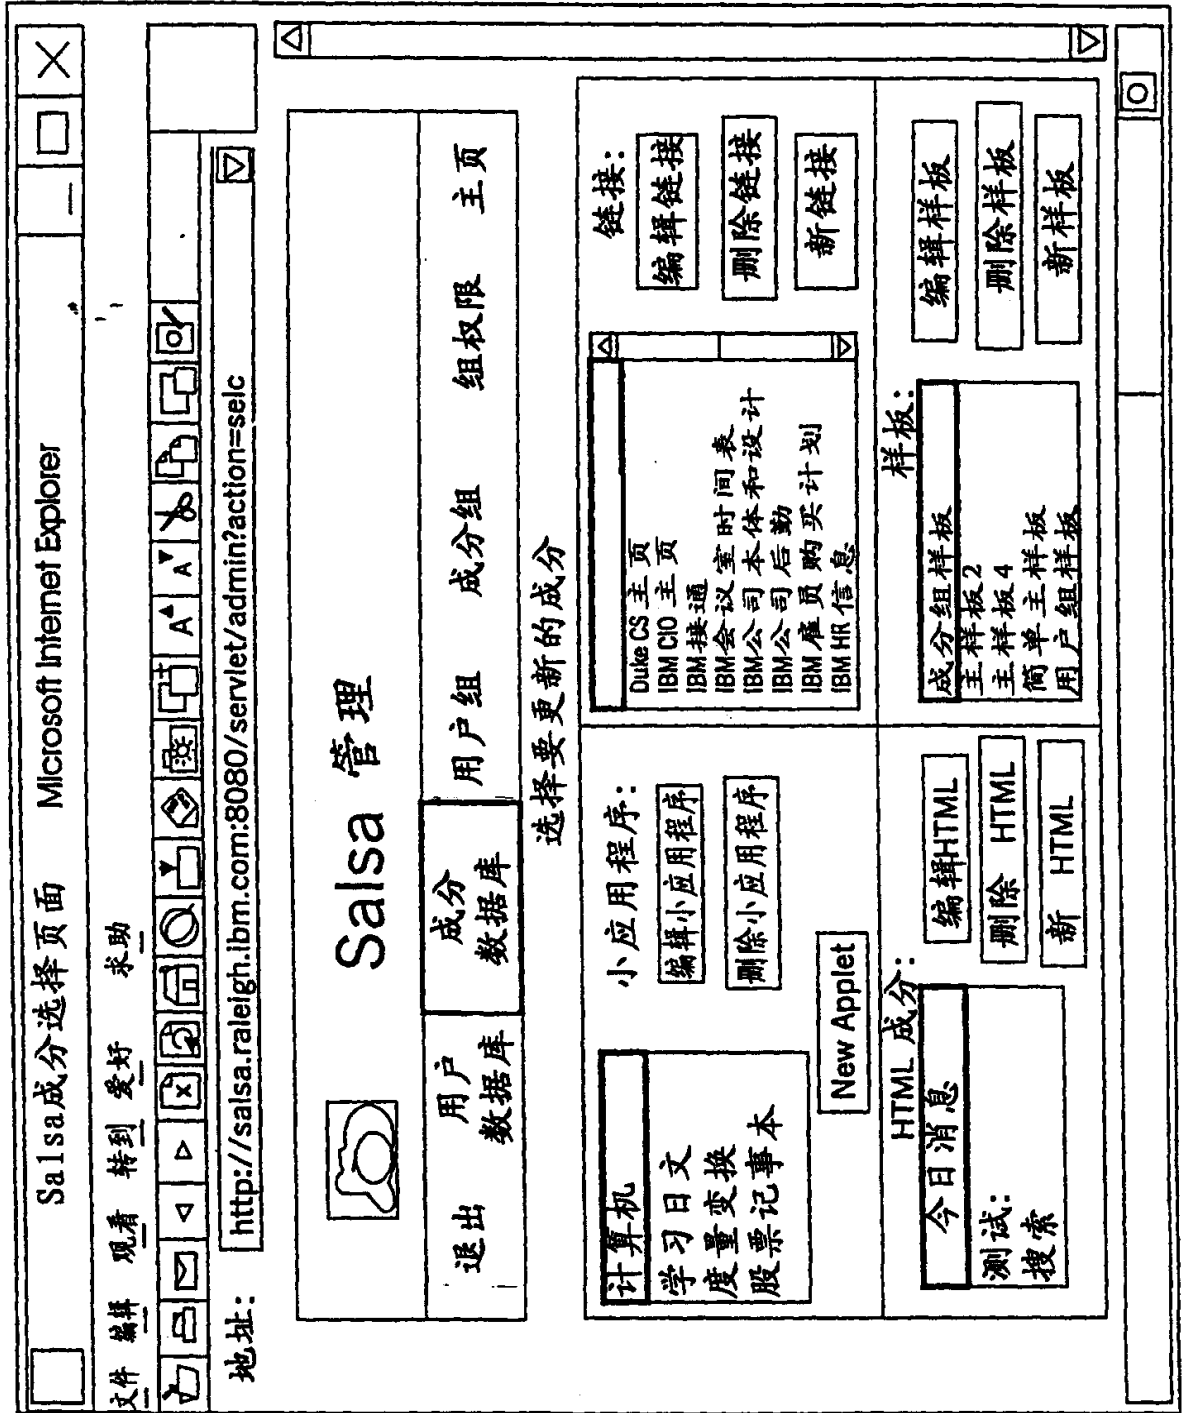 Salsa成分选择页面 Microsoft Internet Explorer
文件 编辑 观看 转到 爱好 求助
地址: http://salsa.raleigh.ibm.com:8080/servlet/admin?action=selc
Salsa 管理
退出 用户数据库 成分数据库 用户组 成分组 组权限 主页
选择要更新的成分
小应用程序:
计算机
学习日文
度量变换
股票记事本
编辑小应用程序
删除小应用程序
New Applet
链接:
Duke CS 主页
IBM CIO 主页
IBM 接通
IBM会议室时间表
IBM公司本体和设计
IBM公司后勤
IBM 雇员购买计划
IBM HR 信息
编辑链接
删除链接
新链接
HTML 成分:
今日消息
测试:
搜索
编辑HTML
删除 HTML
新 HTML
样板:
成分组样板
主样板2
主样板4
简单主样板
用户组样板
编辑样板
删除样板
新样板